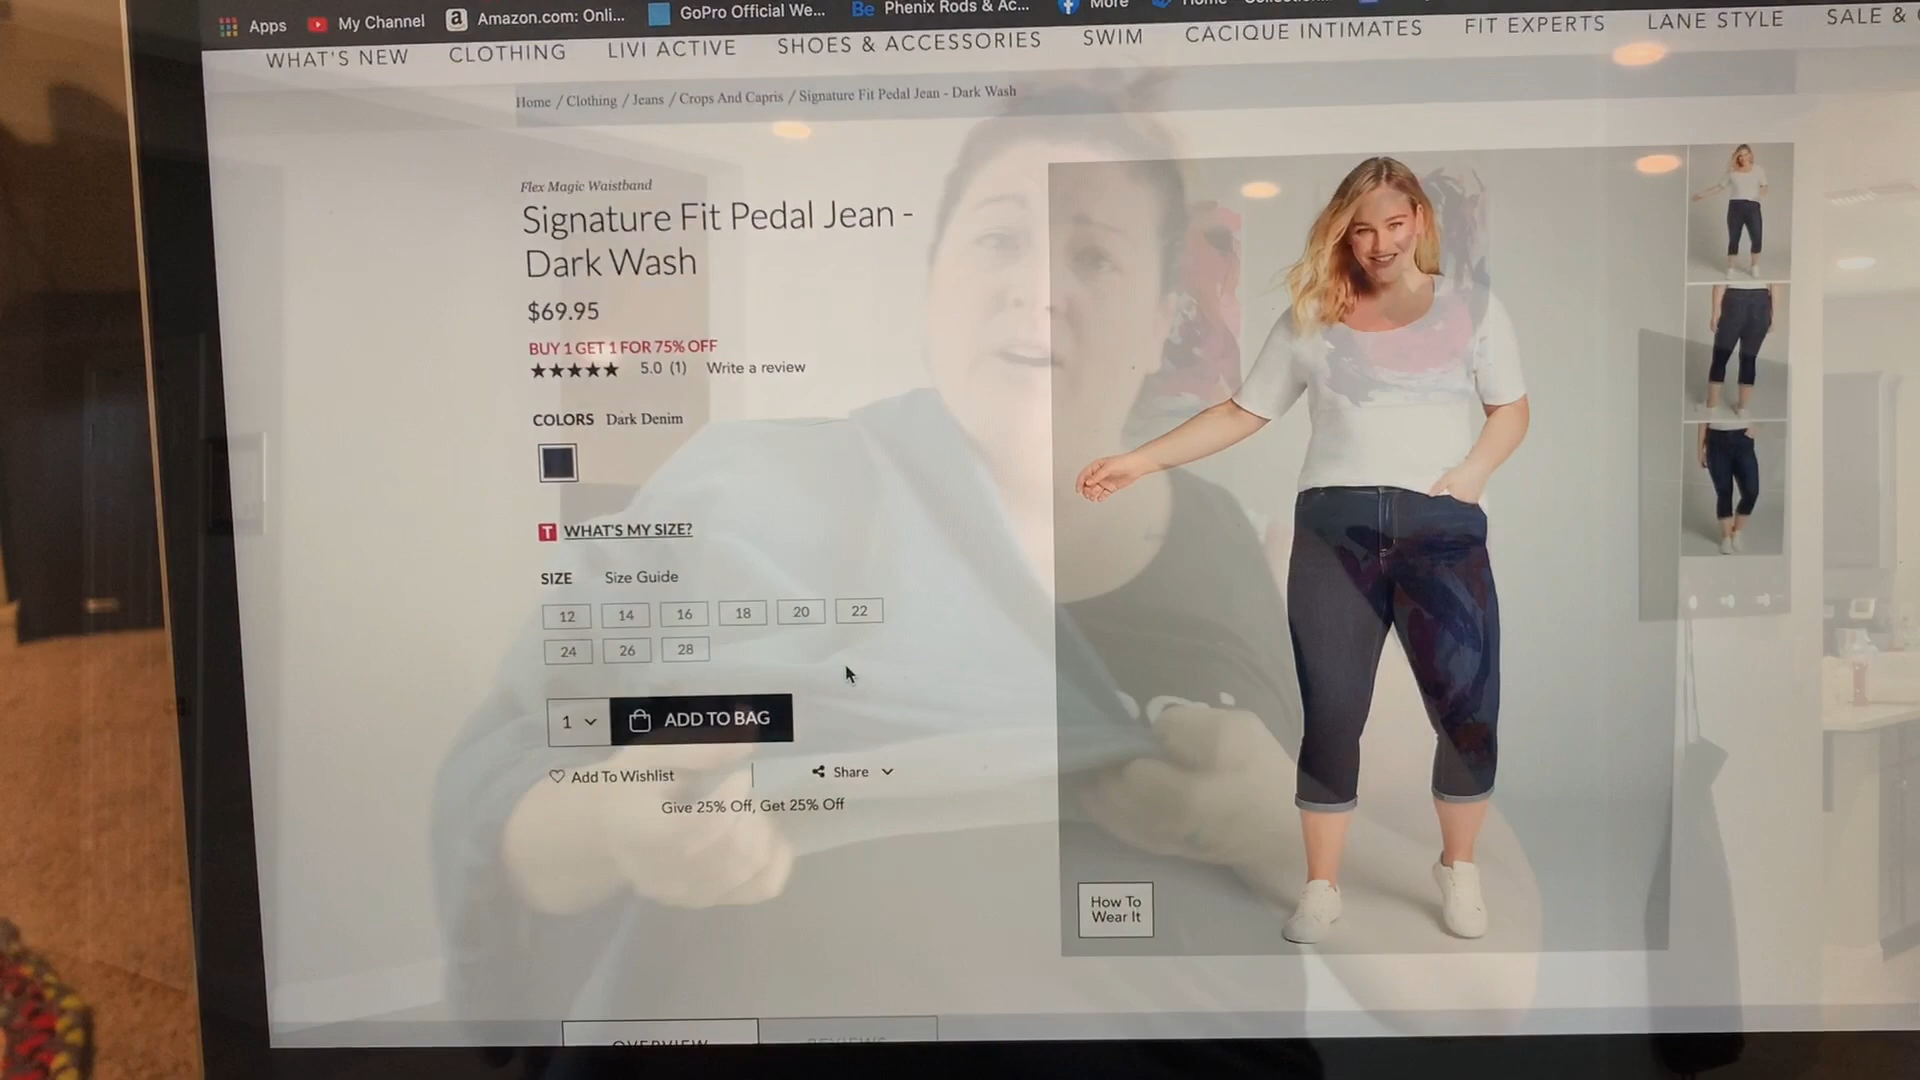 Apps My Channel Amazon.com: Onli... GoPro Official We... Phenix Rods & Ac... More Home
WHAT'S NEW CLOTHING LIVI ACTIVE SHOES & ACCESSORIES SWIM CACIQUE INTIMATES FIT EXPERTS LANE STYLE SALE &
Home / Clothing / Jeans / Crops And Capris / Signature Fit Pedal Jean - Dark Wash
Flex Magic Waistband
Signature Fit Pedal Jean -
Dark Wash
$69.95
BUY 1 GET 1 FOR 75% OFF
5.0 (1) Write a review
COLORS Dark Denim
T WHAT'S MY SIZE?
SIZE Size Guide
12 14 16 18 20 22
24 26 28
1 ADD TO BAG
Add To Wishlist Share
Give 25% Off, Get 25% Off
How To
Wear It
OVERVIEW REVIEWS